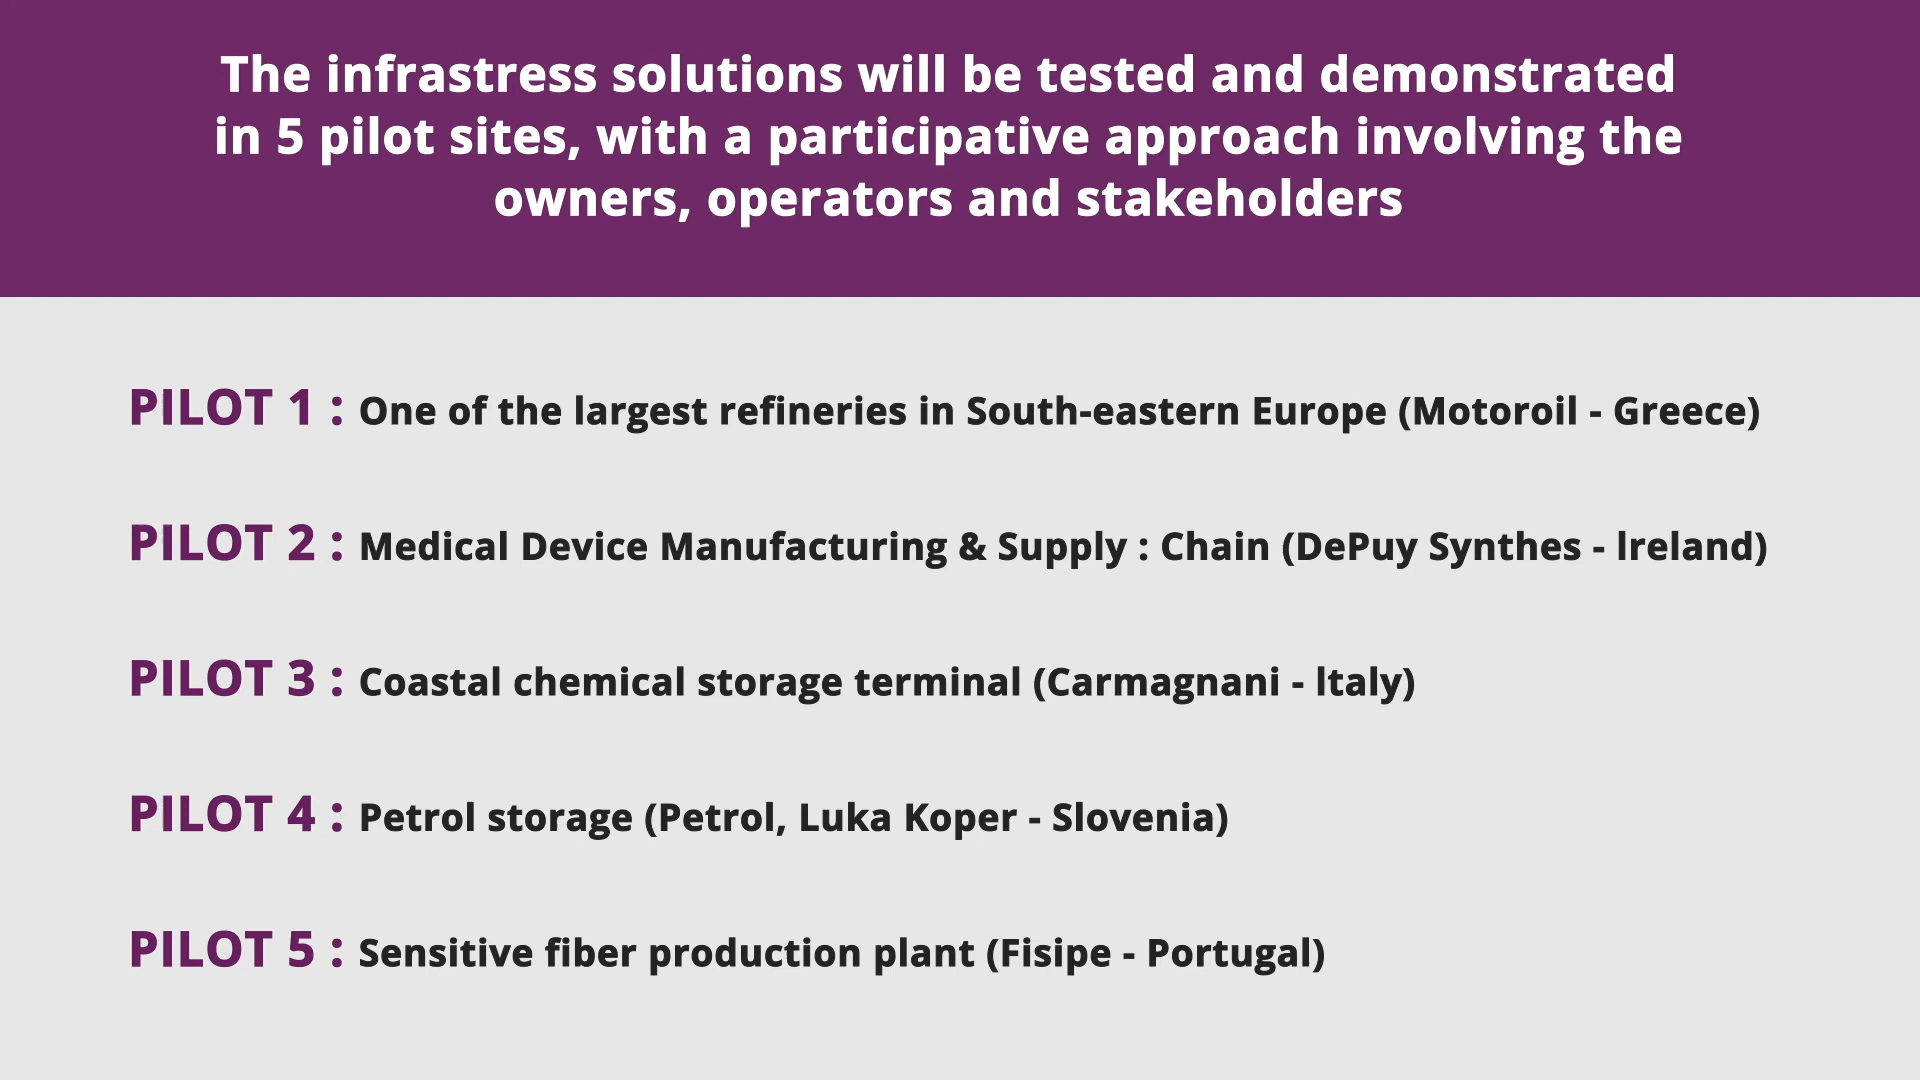 The infrastress solutions will be tested and demonstrated
in 5 pilot sites, with a participative approach involving the
owners, operators and stakeholders
PILOT 1 : One of the largest refineries in South-eastern Europe (Motoroil - Greece)
PILOT 2 : Medical Device Manufacturing & Supply : Chain (DePuy Synthes - Ireland)
PILOT 3 : Coastal chemical storage terminal (Carmagnani - Italy)
PILOT 4 : Petrol storage (Petrol, Luka Koper - Slovenia)
PILOT 5 : Sensitive fiber production plant (Fisipe - Portugal)